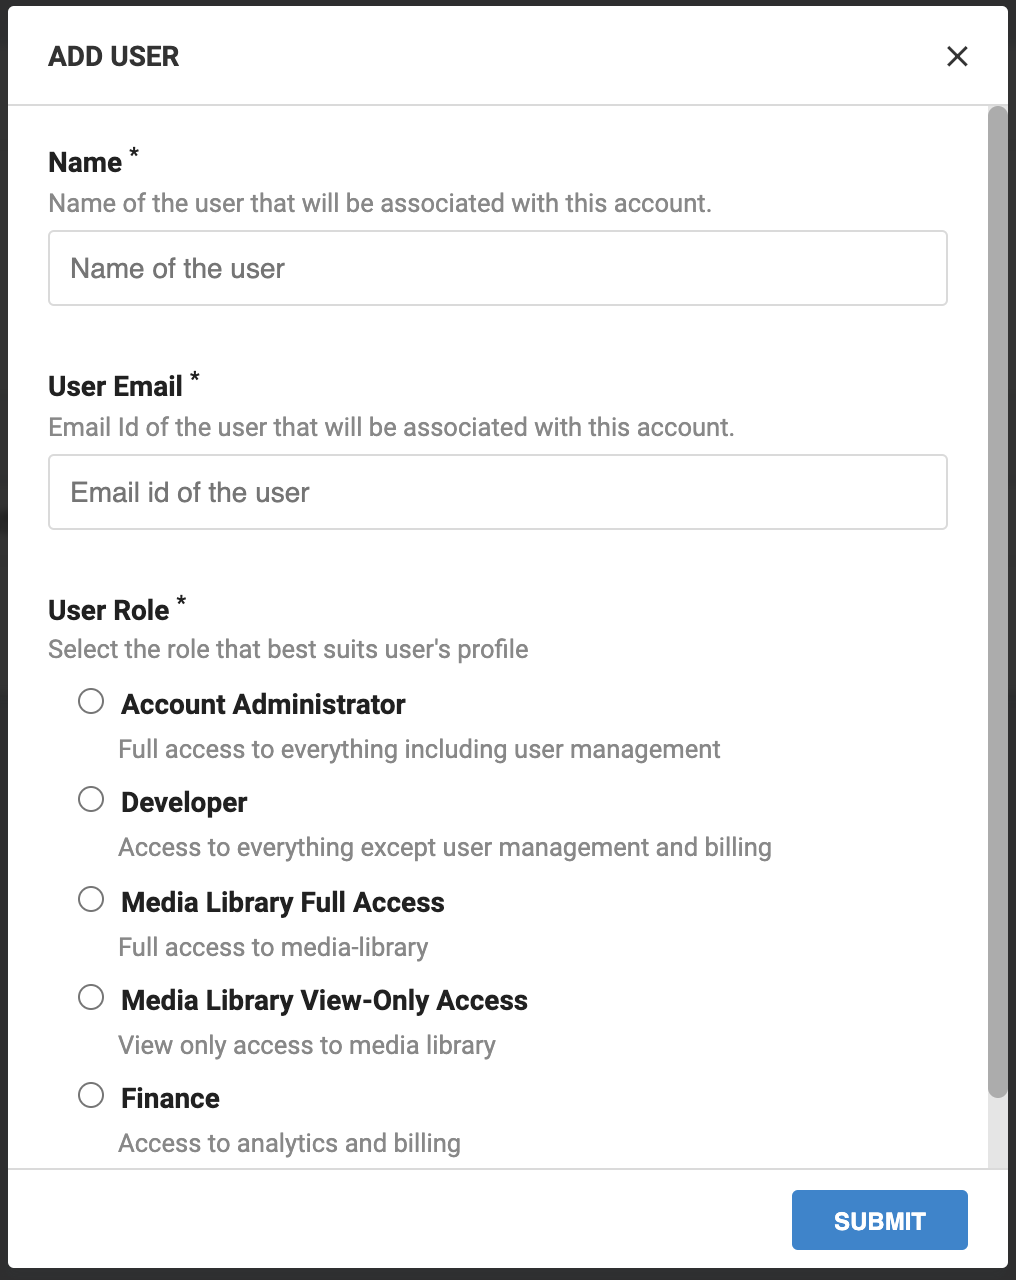 ADD USER
Name *
Name of the user that will be associated with this account.
Name of the user
User Email *
Email Id of the user that will be associated with this account.
Email id of the user
User Role *
Select the role that best suits user's profile
Account Administrator
Full access to everything including user management
Developer
Access to everything except user management and billing
Media Library Full Access
Full access to media-library
Media Library View-Only Access
View only access to media library
Finance
Access to analytics and billing
SUBMIT